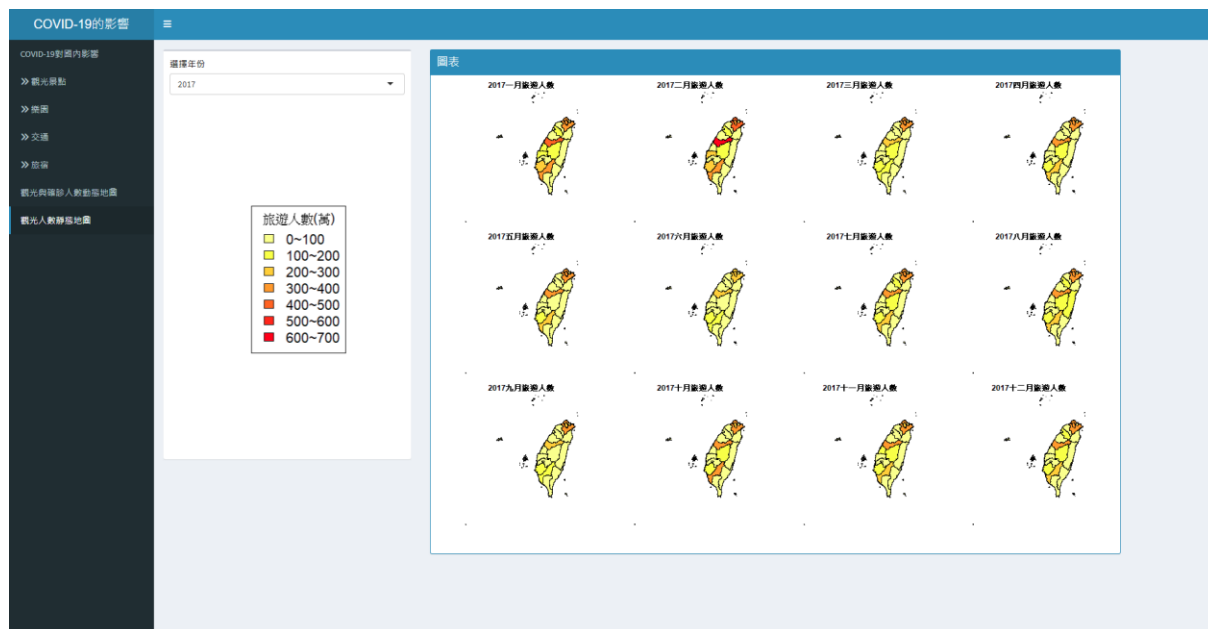 COVID-19的影響
COVID-19對國內影響
觀光景點
樂園
交通
旅宿
觀光與確診人數動態地圖
觀光人數靜態地圖
選擇年份
2017
旅遊人數(萬)
0~100
100~200
200~300
300~400
400~500
500~600
600~700
圖表
2017一月旅遊人數
2017二月旅遊人數
2017三月旅遊人數
2017四月旅遊人數
2017五月旅遊人數
2017六月旅遊人數
2017七月旅遊人數
2017八月旅遊人數
2017九月旅遊人數
2017十月旅遊人數
2017十一月旅遊人數
2017十二月旅遊人數